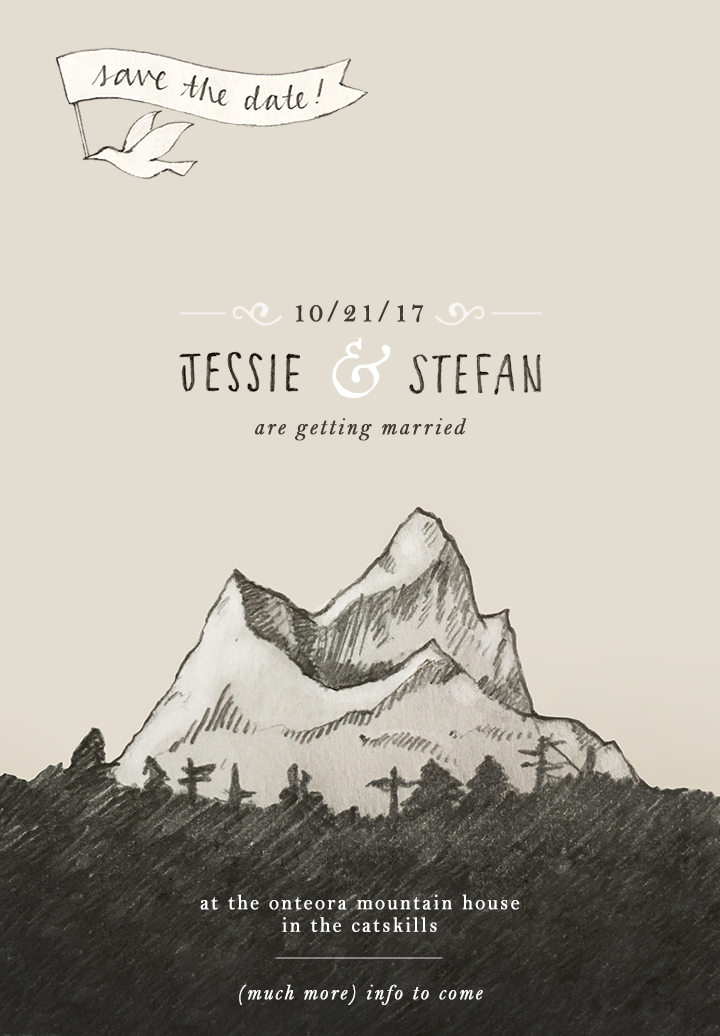 save the date!
10/21/17
JESSIE & STEFAN
are getting married
at the onteora mountain house
in the catskills
(much more) info to come